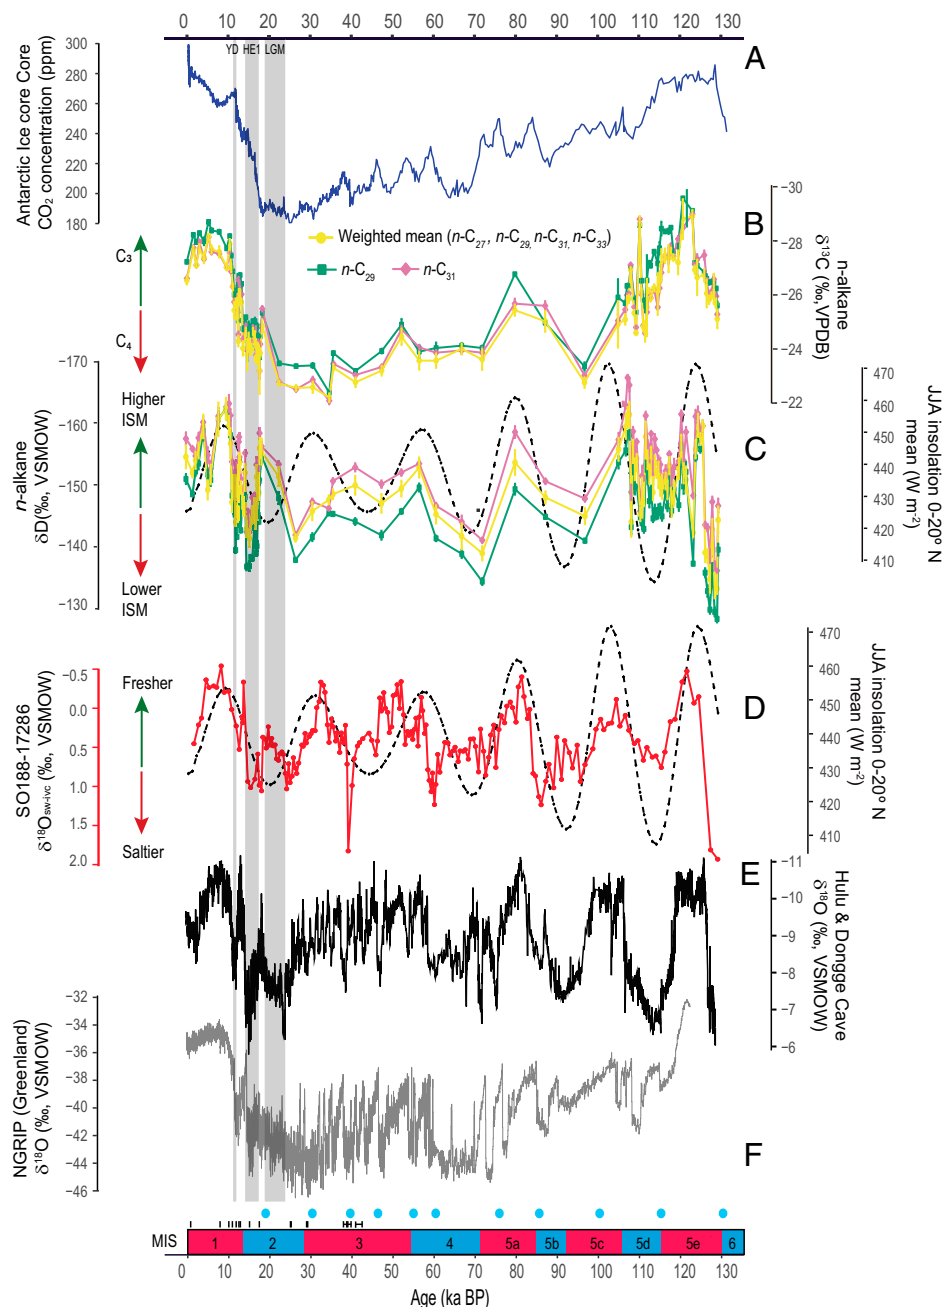 0 10 20 30 40 50 60 70 80 90 100 110 120 130
YD HE1 LGM
A
Antarctic Ice core
CO2 concentration (ppm)
300
280
260
240
220
200
180
B
Weighted mean (n-C27, n-C29, n-C31, n-C33)
n-C29 n-C31
C3
C4
−30
−28
−26
−24
−22
n-alkane
δ13C (‰, VPDB)
C
Higher
ISM
Lower
ISM
n-alkane
δD(‰, VSMOW)
−170
−160
−150
−140
−130
470
460
450
440
430
420
410
JJA insolation 0-20° N
mean (W m-2)
D
Fresher
Saltier
SO188-17286
δ18Osw-ivc (‰, VSMOW)
−0.5
0.0
0.5
1.0
1.5
2.0
470
460
450
440
430
420
410
JJA insolation 0-20° N
mean (W m-2)
E
−11
−10
−9
−8
−7
−6
Hulu & Dongge Cave
δ18O (‰, VSMOW)
F
NGRIP (Greenland)
δ18O (‰, VSMOW)
−32
−34
−36
−38
−40
−42
−44
−46
MIS 1 2 3 4 5a 5b 5c 5d 5e 6
0 10 20 30 40 50 60 70 80 90 100 110 120 130
Age (ka BP)